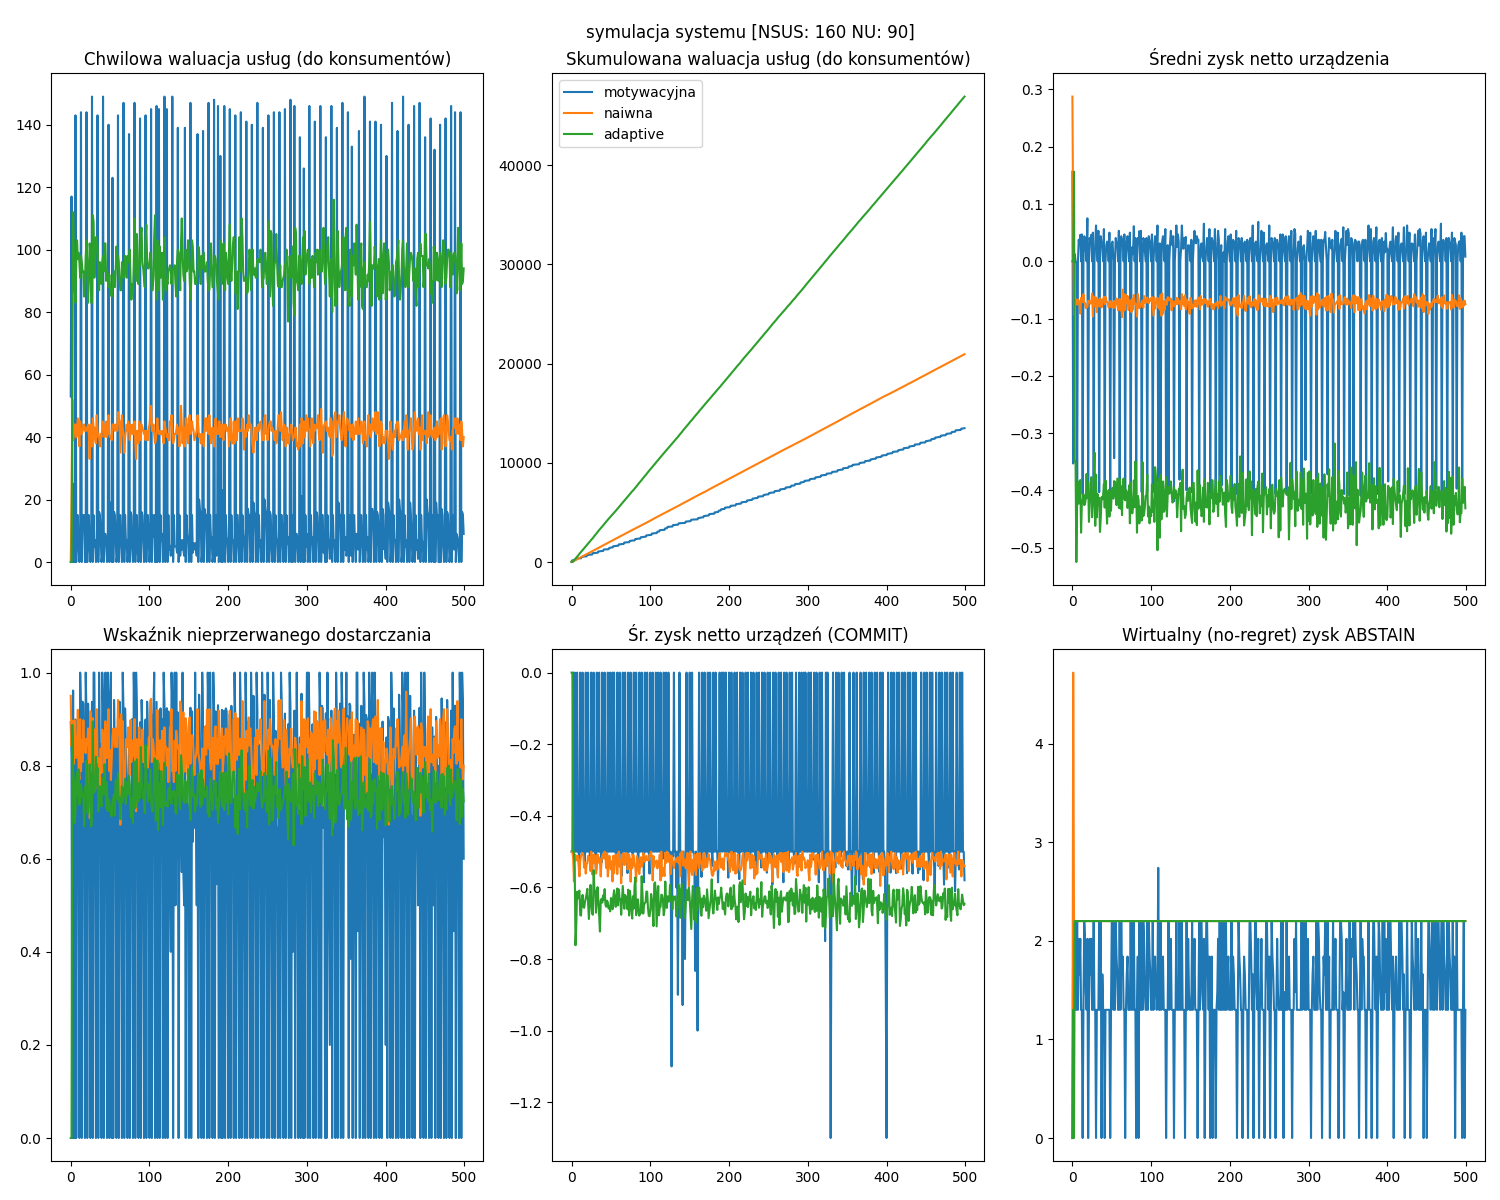 symulacja systemu [NSUS: 160 NU: 90]
Chwilowa waluacja usług (do konsumentów)
140
120
100
80
60
40
20
0
0 100 200 300 400 500
Skumulowana waluacja usług (do konsumentów)
motywacyjna
naiwna
adaptive
40000
30000
20000
10000
0
0 100 200 300 400 500
Średni zysk netto urządzenia
0.3
0.2
0.1
0.0
−0.1
−0.2
−0.3
−0.4
−0.5
0 100 200 300 400 500
Wskaźnik nieprzerwanego dostarczania
1.0
0.8
0.6
0.4
0.2
0.0
0 100 200 300 400 500
Śr. zysk netto urządzeń (COMMIT)
0.0
−0.2
−0.4
−0.6
−0.8
−1.0
−1.2
0 100 200 300 400 500
Wirtualny (no-regret) zysk ABSTAIN
4
3
2
1
0
0 100 200 300 400 500